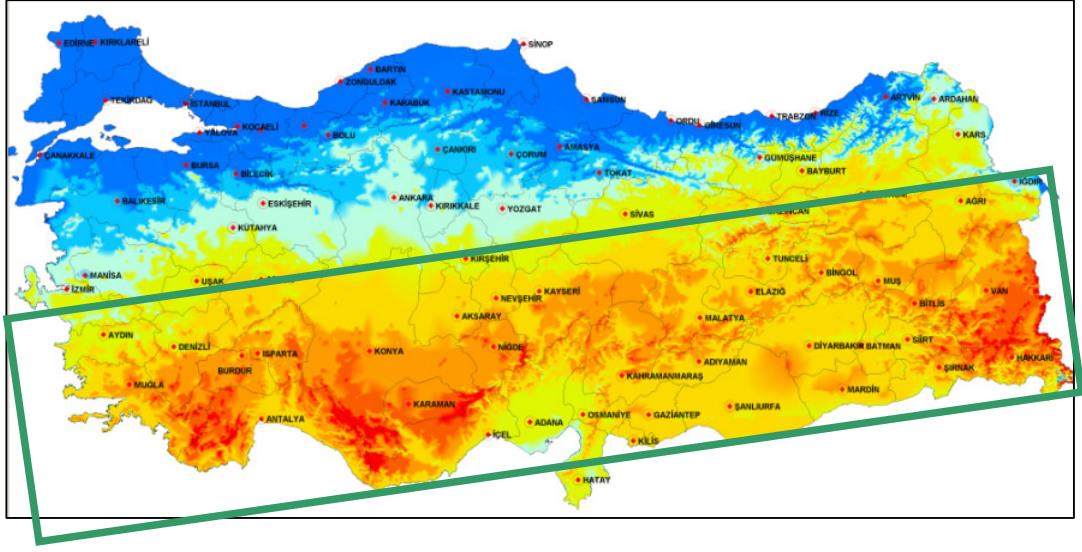 SİNOP
EDİRNE
KIRKLARELİ
BARTIN
ZONGULDAK
KASTAMONU
ARTVİN
ARDAHAN
TEKİRDAĞ
İSTANBUL
KARABÜK
SAMSUN
TRABZON
RİZE
ORDU
GİRESUN
KOCAELİ
YALOVA
BOLU
KARS
ÇANAKKALE
ÇANKIRI
ÇORUM
AMASYA
GÜMÜŞHANE
BURSA
BİLECİK
TOKAT
BAYBURT
IĞDIR
BALIKESİR
ESKİŞEHİR
ANKARA
KIRIKKALE
YOZGAT
SİVAS
AĞRI
KÜTAHYA
KIRŞEHİR
TUNCELİ
MANİSA
UŞAK
BİNGÖL
MUŞ
İZMİR
NEVŞEHİR
KAYSERİ
ELAZIĞ
VAN
BİTLİS
AKSARAY
MALATYA
AYDIN
DENİZLİ
ISPARTA
KONYA
NİĞDE
DİYARBAKIR
BATMAN
SİİRT
HAKKARİ
BURDUR
ADIYAMAN
ŞIRNAK
MUĞLA
KAHRAMANMARAŞ
MARDİN
KARAMAN
ŞANLIURFA
ANTALYA
ADANA
OSMANİYE
GAZİANTEP
İÇEL
KİLİS
HATAY